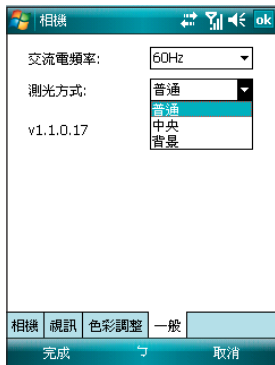 相機 ok
交流電頻率: 60Hz
測光方式: 普通
普通
中央
背景
v1.1.0.17
相機 視訊 色彩調整 一般
完成 取消